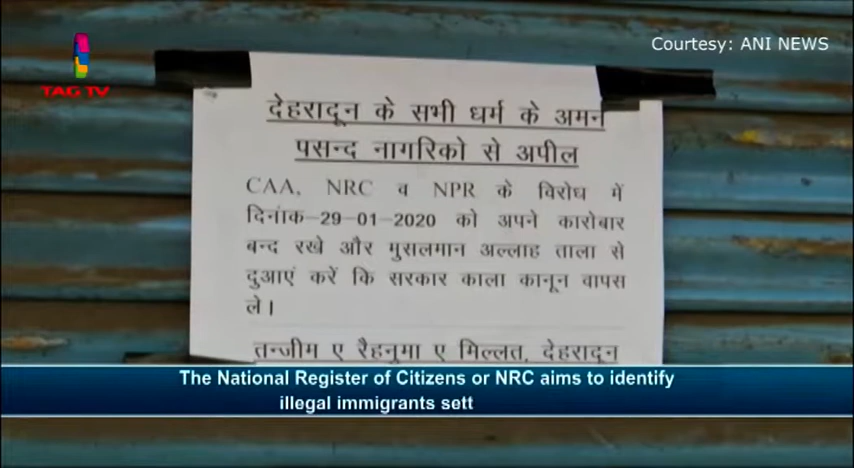 Courtesy: ANI NEWS
TAG TV
देहरादून के सभी धर्म के अमन
पसन्द नागरिको से अपील
CAA, NRC व NPR के विरोध में
दिनांक-29-01-2020 को अपने कारोबार
बन्द रखे और मुसलमान अल्लाह ताला से
दुआएं करें कि सरकार काला कानून वापस
ले।
तन्जीम ए रैहनुमा ए मिल्लत, देहरादून
The National Register of Citizens or NRC aims to identify
illegal immigrants sett